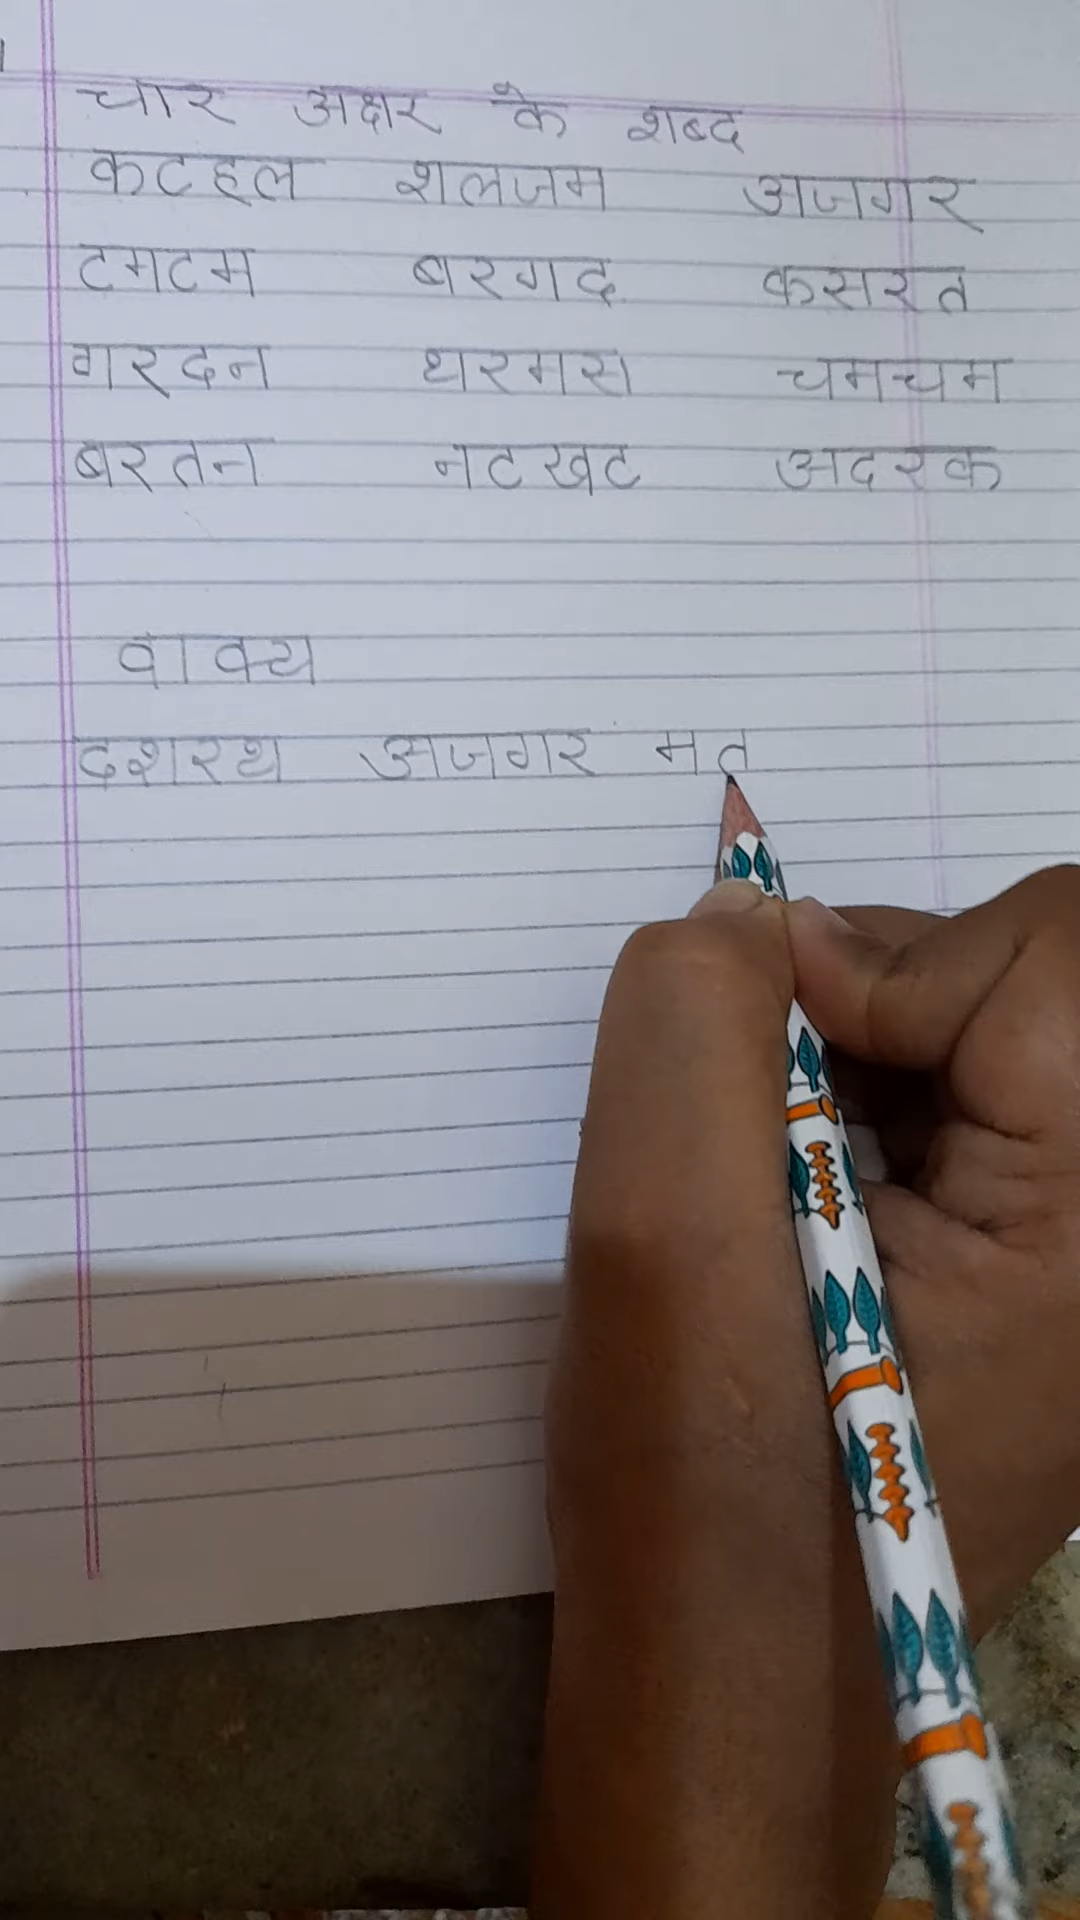 चार अक्षर के शब्द
कटहल शलजम अजगर
टमटम बरगद कसरत
गरदन थरमस चमचम
बरतन नटखट अदरक
वाक्य
दशरथ अजगर मत